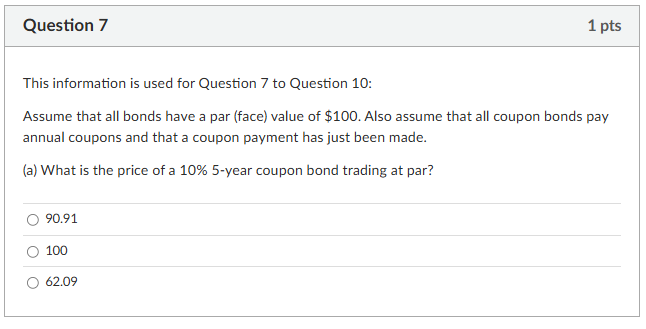 Question 7
1 pts
This information is used for Question 7 to Question 10:
Assume that all bonds have a par (face) value of $100. Also assume that all coupon bonds pay
annual coupons and that a coupon payment has just been made.
(a) What is the price of a 10% 5-year coupon bond trading at par?
90.91
100
62.09